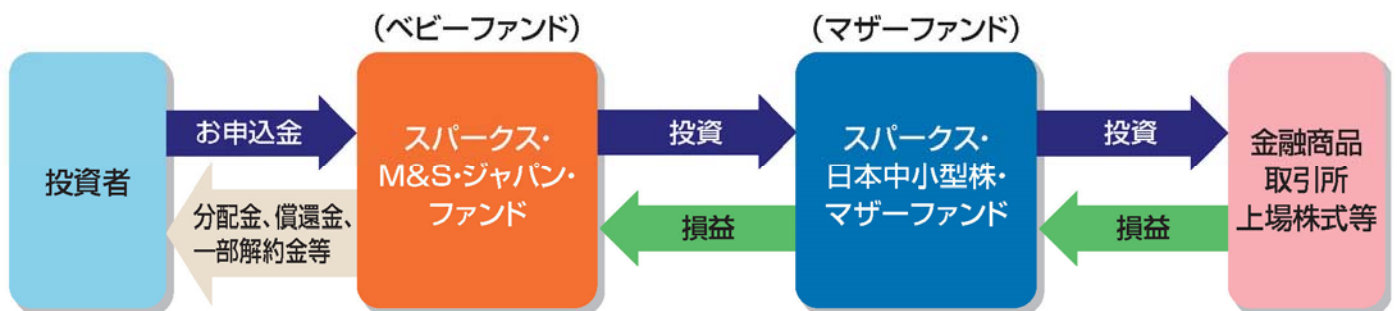 (ベビーファンド)
(マザーファンド)
投資者
お申込金
分配金、償還金、
一部解約金等
スパークス・
M&S・ジャパン・
ファンド
投資
損益
スパークス・
日本中小型株・
マザーファンド
投資
損益
金融商品
取引所
上場株式等